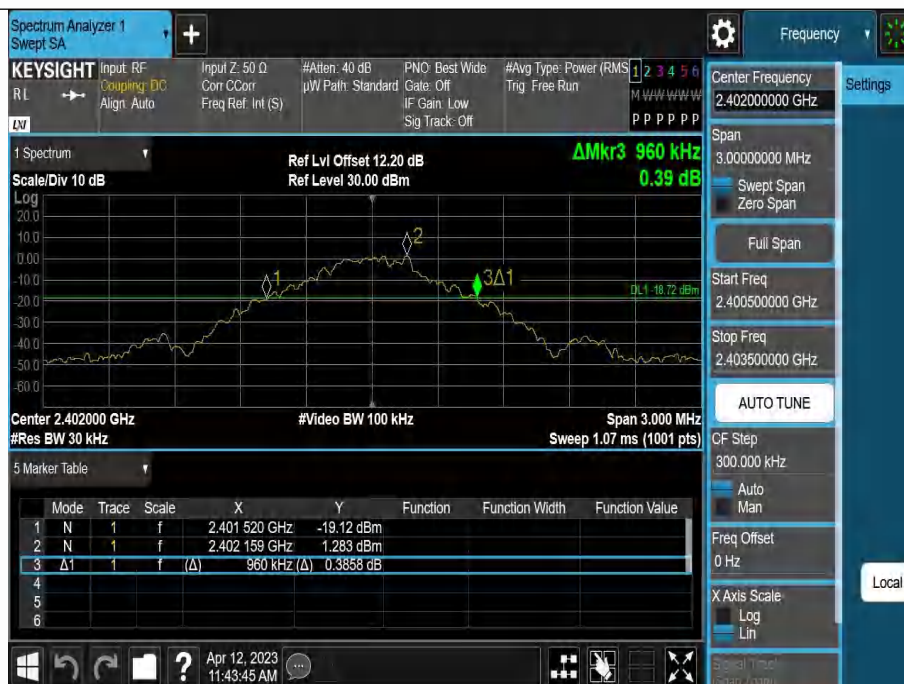 Spectrum Analyzer 1
Swept SA
+
Frequency
KEYSIGHT
RL
LXI
Input: RF
Coupling: DC
Align: Auto
Input Z: 50 Ω
Corr CCorr
Freq Ref: Int (S)
#Atten: 40 dB
µW Path: Standard
PNO: Best Wide
Gate: Off
IF Gain: Low
Sig Track: Off
#Avg Type: Power (RMS
Trig: Free Run
1 2 3 4 5 6
M W W W W W
P P P P P P
1 Spectrum
Scale/Div 10 dB
Ref Lvl Offset 12.20 dB
Ref Level 30.00 dBm
ΔMkr3 960 kHz
0.39 dB
Log
20.0
10.0
0.00
-10.0
-20.0
-30.0
-40.0
-50.0
-60.0
1
2
3Δ1
DL1 -18.72 dBm
Center 2.402000 GHz
#Video BW 100 kHz
Span 3.000 MHz
#Res BW 30 kHz
Sweep 1.07 ms (1001 pts)
5 Marker Table
Mode Trace Scale X Y Function Function Width Function Value
1 N 1 f 2.401 520 GHz -19.12 dBm
2 N 1 f 2.402 159 GHz 1.283 dBm
3 Δ1 1 f (Δ) 960 kHz (Δ) 0.3858 dB
4
5
6
Apr 12, 2023
11:43:45 AM
Center Frequency
2.402000000 GHz
Settings
Span
3.00000000 MHz
Swept Span
Zero Span
Full Span
Start Freq
2.400500000 GHz
Stop Freq
2.403500000 GHz
AUTO TUNE
CF Step
300.000 kHz
Auto
Man
Freq Offset
0 Hz
Local
X Axis Scale
Log
Lin